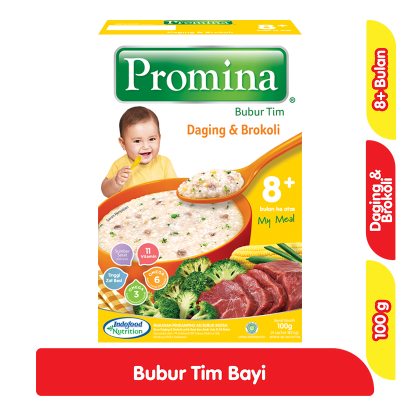 Promina
®
Bubur Tim
Daging & Brokoli
8+
bulan ke atas
My Meal
11
Vitamin
Tinggi
Zat Besi
OMEGA
3
OMEGA
6
Indofood
Nutrition
100g
8+ Bulan
Daging &
Brokoli
100 g
Bubur Tim Bayi